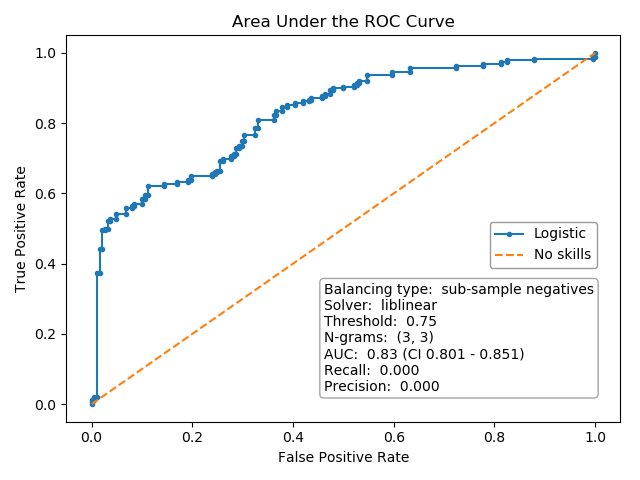 Area Under the ROC Curve
True Positive Rate
1.0
0.8
0.6
0.4
0.2
0.0
Logistic
No skills
Balancing type:  sub-sample negatives
Solver:  liblinear
Threshold:  0.75
N-grams:  (3, 3)
AUC:  0.83 (CI 0.801 - 0.851)
Recall:  0.000
Precision:  0.000
0.0 0.2 0.4 0.6 0.8 1.0
False Positive Rate